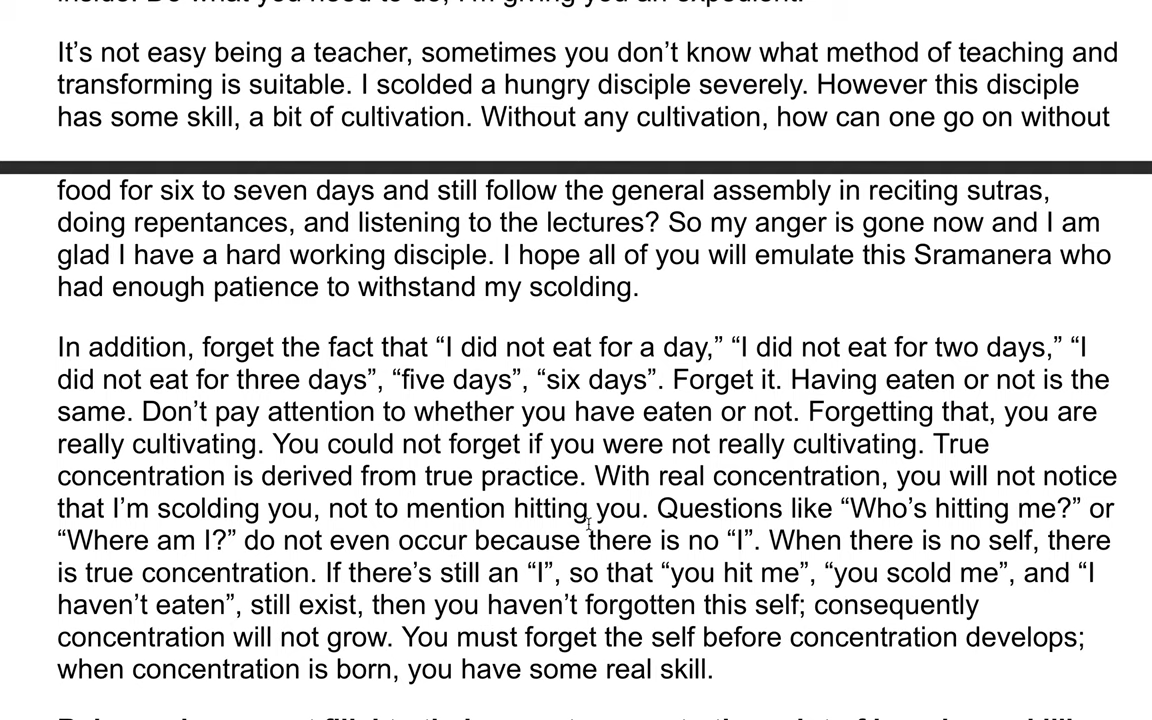 It’s not easy being a teacher, sometimes you don’t know what method of teaching and
transforming is suitable. I scolded a hungry disciple severely. However this disciple
has some skill, a bit of cultivation. Without any cultivation, how can one go on without
food for six to seven days and still follow the general assembly in reciting sutras,
doing repentances, and listening to the lectures? So my anger is gone now and I am
glad I have a hard working disciple. I hope all of you will emulate this Sramanera who
had enough patience to withstand my scolding.
In addition, forget the fact that “I did not eat for a day,” “I did not eat for two days,” “I
did not eat for three days”, “five days”, “six days”. Forget it. Having eaten or not is the
same. Don’t pay attention to whether you have eaten or not. Forgetting that, you are
really cultivating. You could not forget if you were not really cultivating. True
concentration is derived from true practice. With real concentration, you will not notice
that I’m scolding you, not to mention hitting you. Questions like “Who’s hitting me?” or
“Where am I?” do not even occur because there is no “I”. When there is no self, there
is true concentration. If there’s still an “I”, so that “you hit me”, “you scold me”, and “I
haven’t eaten”, still exist, then you haven’t forgotten this self; consequently
concentration will not grow. You must forget the self before concentration develops;
when concentration is born, you have some real skill.